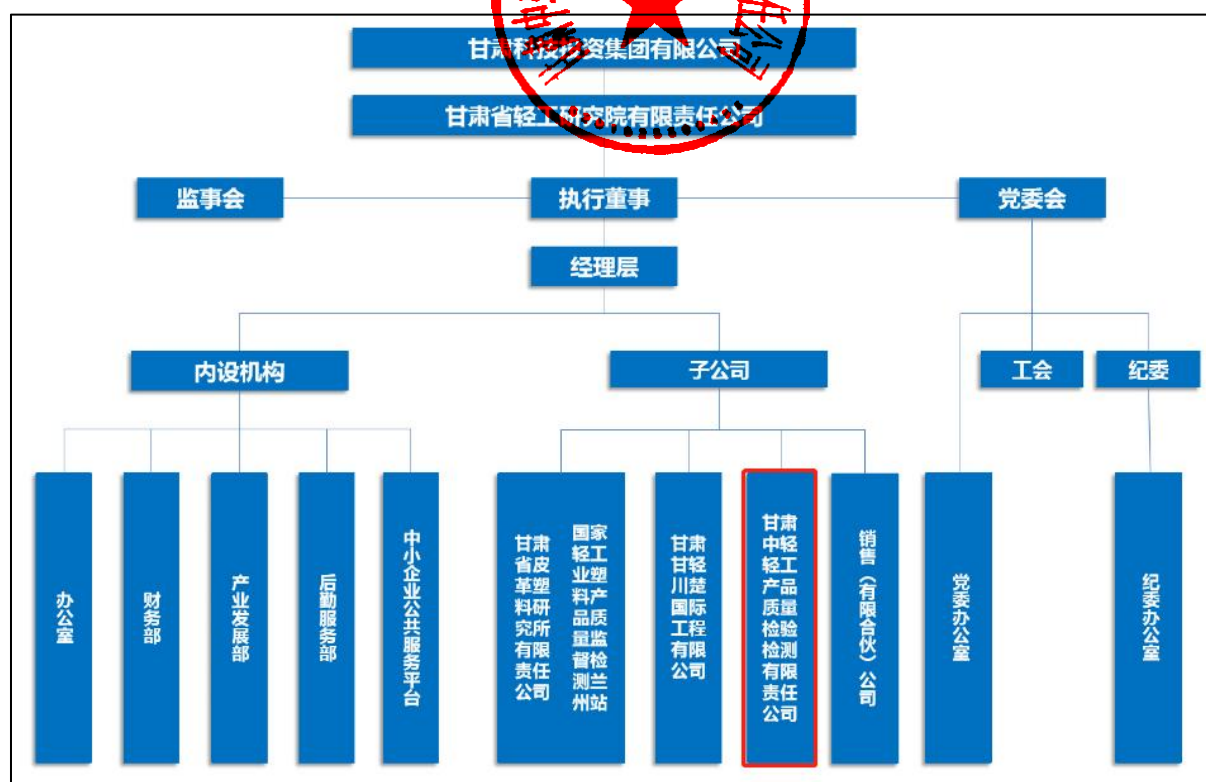 甘肃科技投资集团有限公司
甘肃省轻工研究院有限责任公司
监事会
执行董事
党委会
经理层
内设机构
子公司
工会
纪委
办公室
财务部
产业发展部
后勤服务部
中小企业公共服务平台
甘肃省皮革塑料研究所有限责任公司
国家轻工业塑料产品质量监督检测兰州站
甘肃甘轻川楚国际工程有限公司
甘肃中轻轻工产品质量检验检测有限责任公司
销售（有限合伙）公司
党委办公室
纪委办公室